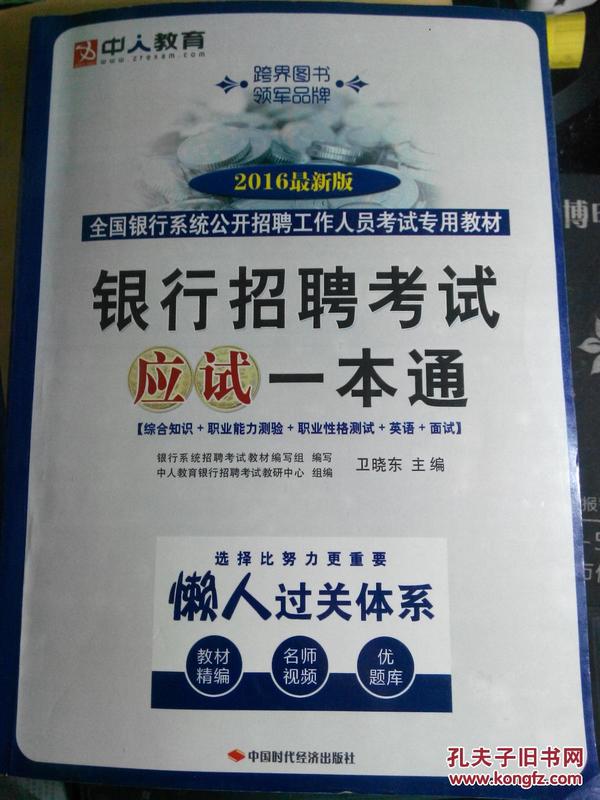 中人教育
www.zrexam.com
跨界图书
领军品牌
2016最新版
全国银行系统公开招聘工作人员考试专用教材
银行招聘考试
应试一本通
【综合知识+职业能力测验+职业性格测试+英语+面试】
银行系统招聘考试教材编写组 编写
中人教育银行招聘考试教研中心 组编
卫晓东 主编
选择比努力更重要
懒人过关体系
教材
精编
名师
视频
优
题库
中国时代经济出版社
孔夫子旧书网
www.kongfz.com